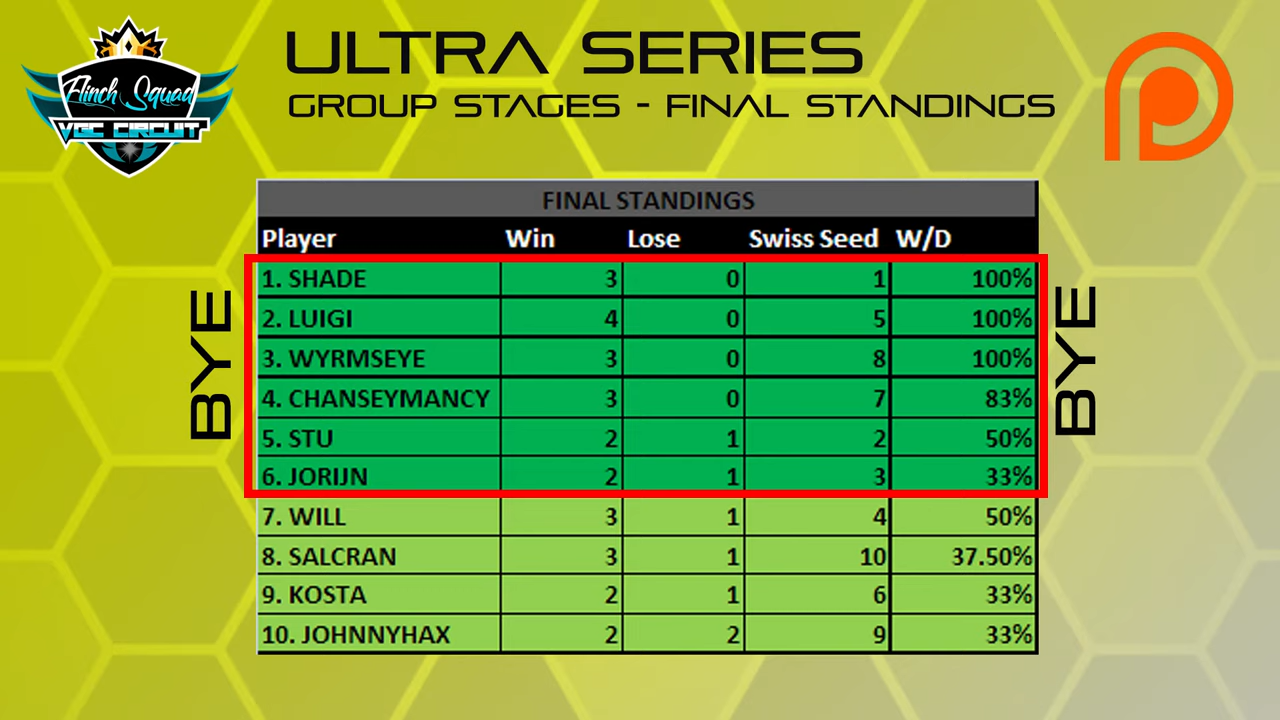 Flinch Squad
VGC CIRCUIT
ULTRA SERIES
GROUP STAGES - FINAL STANDINGS
FINAL STANDINGS
Player Win Lose Swiss Seed W/D
1. SHADE 3 0 1 100%
2. LUIGI 4 0 5 100%
3. WYRMSEYE 3 0 8 100%
4. CHANSEYMANCY 3 0 7 83%
5. STU 2 1 2 50%
6. JORIJN 2 1 3 33%
7. WILL 3 1 4 50%
8. SALCRAN 3 1 10 37.50%
9. KOSTA 2 1 6 33%
10. JOHNNYHAX 2 2 9 33%
BYE
BYE